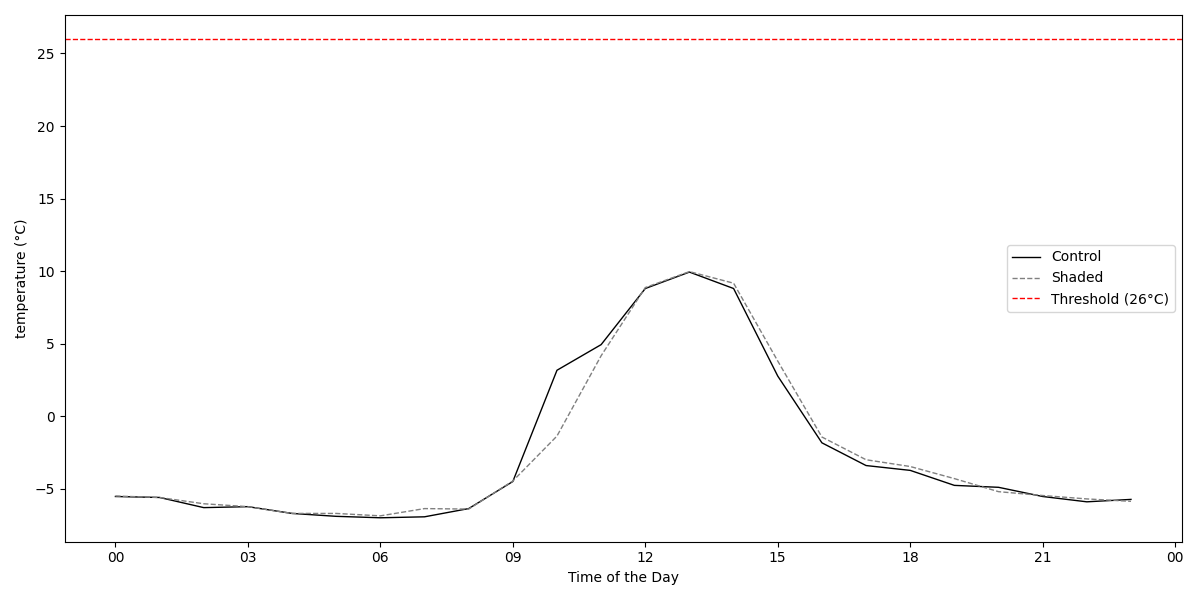 25
20
15
10
5
0
−5
temperature (°C)
Control
Shaded
Threshold (26°C)
00 03 06 09 12 15 18 21 00
Time of the Day